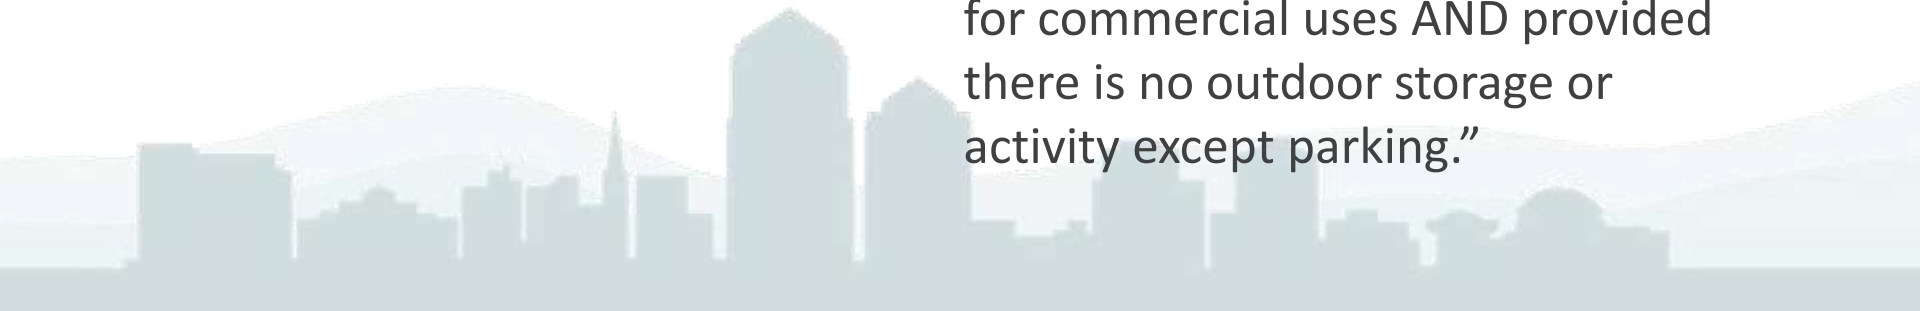 for commercial uses AND provided
there is no outdoor storage or
activity except parking.”